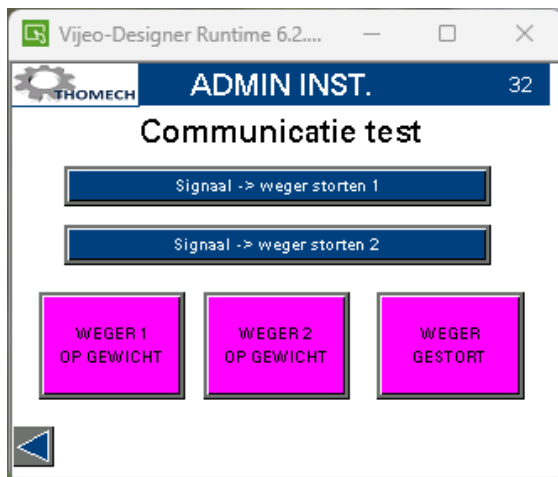 Vijeo-Designer Runtime 6.2....
THOMECH
ADMIN INST.
32
Communicatie test
Signaal -> weger storten 1
Signaal -> weger storten 2
WEGER 1
OP GEWICHT
WEGER 2
OP GEWICHT
WEGER
GESTORT